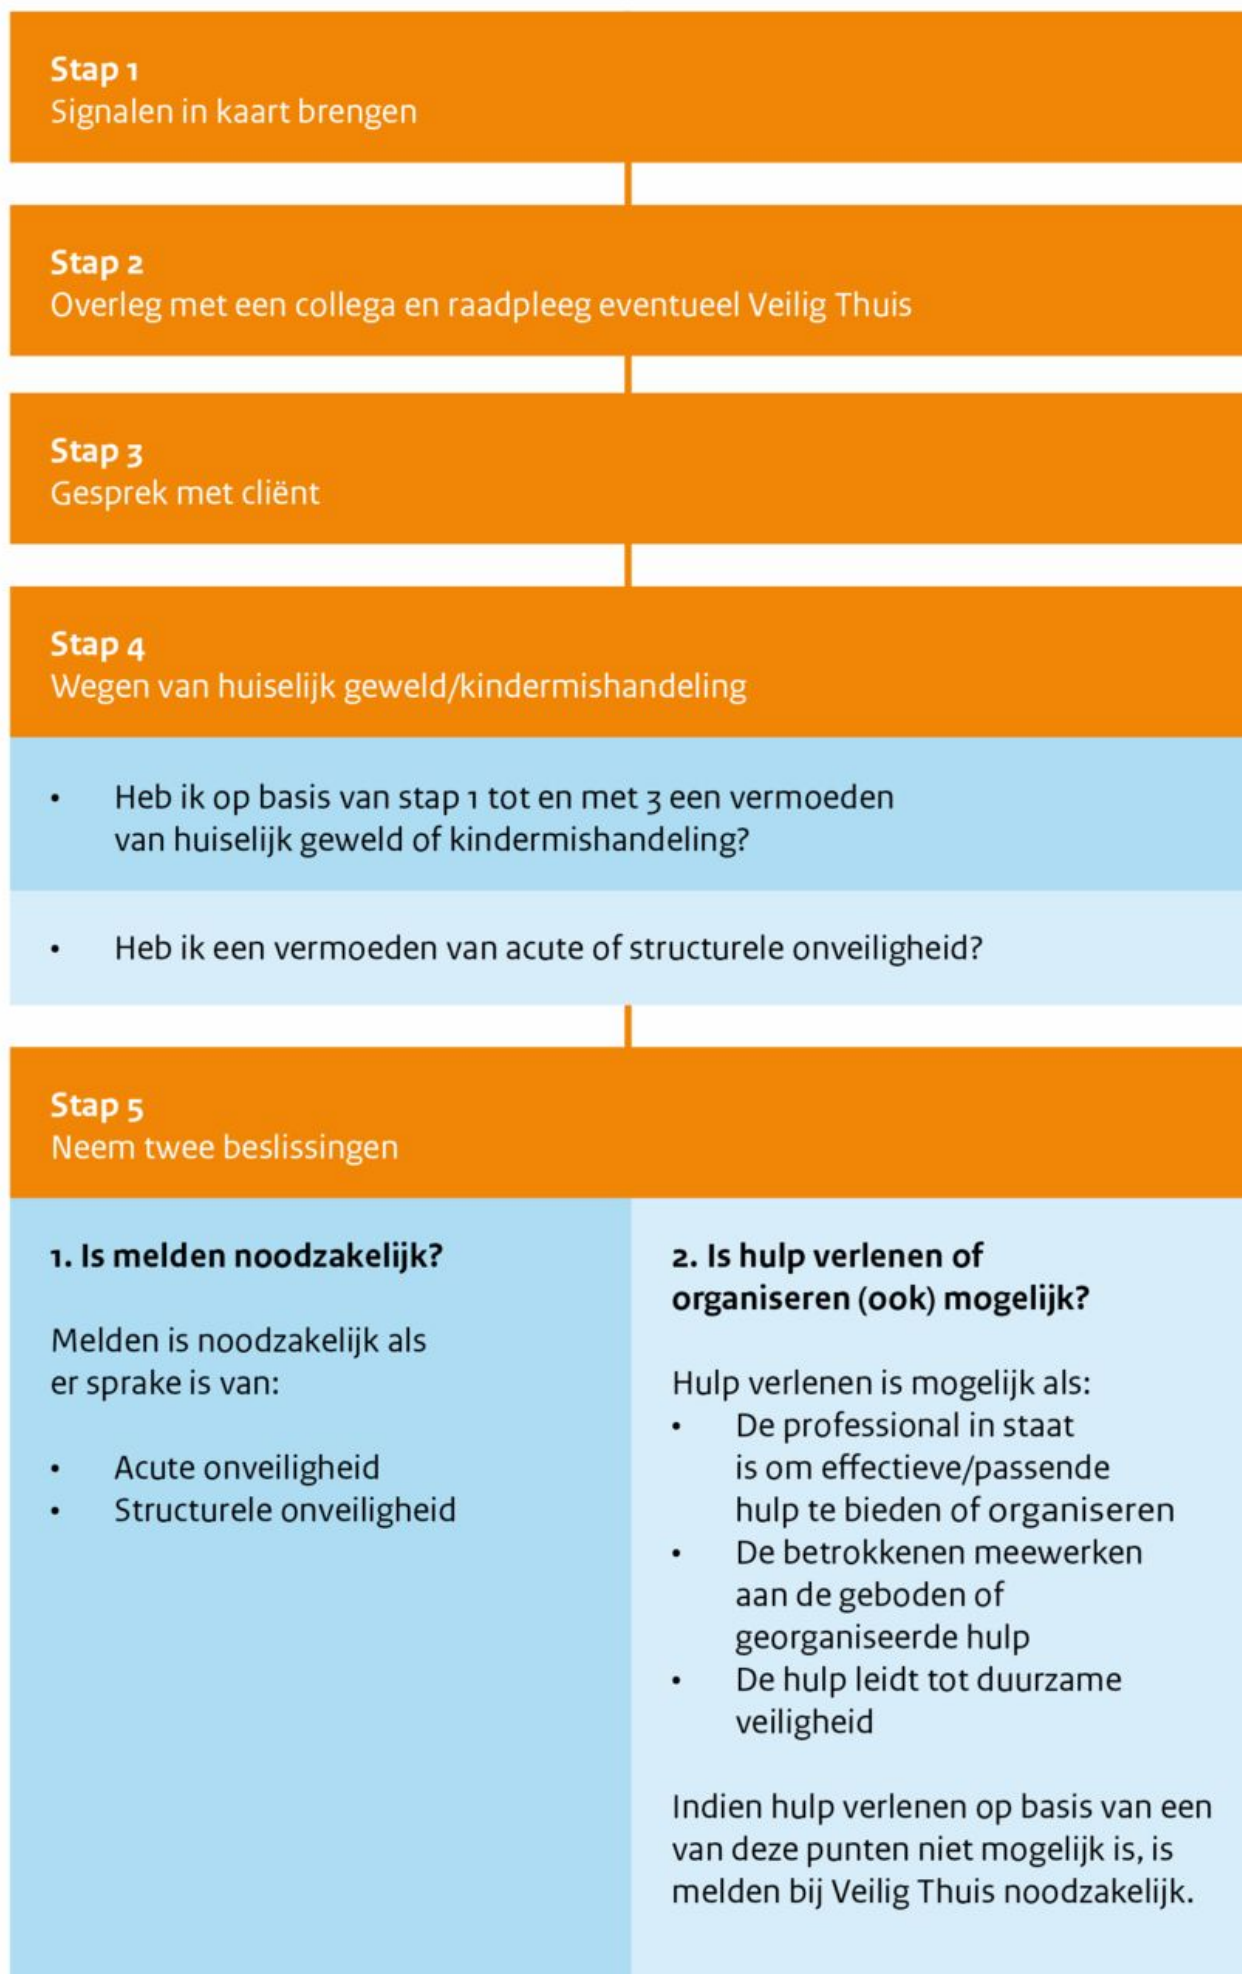 Stap 1
Signalen in kaart brengen
Stap 2
Overleg met een collega en raadpleeg eventueel Veilig Thuis
Stap 3
Gesprek met cliënt
Stap 4
Wegen van huiselijk geweld/kindermishandeling
• Heb ik op basis van stap 1 tot en met 3 een vermoeden
van huiselijk geweld of kindermishandeling?
• Heb ik een vermoeden van acute of structurele onveiligheid?
Stap 5
Neem twee beslissingen
1. Is melden noodzakelijk?
Melden is noodzakelijk als
er sprake is van:
• Acute onveiligheid
• Structurele onveiligheid
2. Is hulp verlenen of
organiseren (ook) mogelijk?
Hulp verlenen is mogelijk als:
• De professional in staat
is om effectieve/passende
hulp te bieden of organiseren
• De betrokkenen meewerken
aan de geboden of
georganiseerde hulp
• De hulp leidt tot duurzame
veiligheid
Indien hulp verlenen op basis van een
van deze punten niet mogelijk is, is
melden bij Veilig Thuis noodzakelijk.